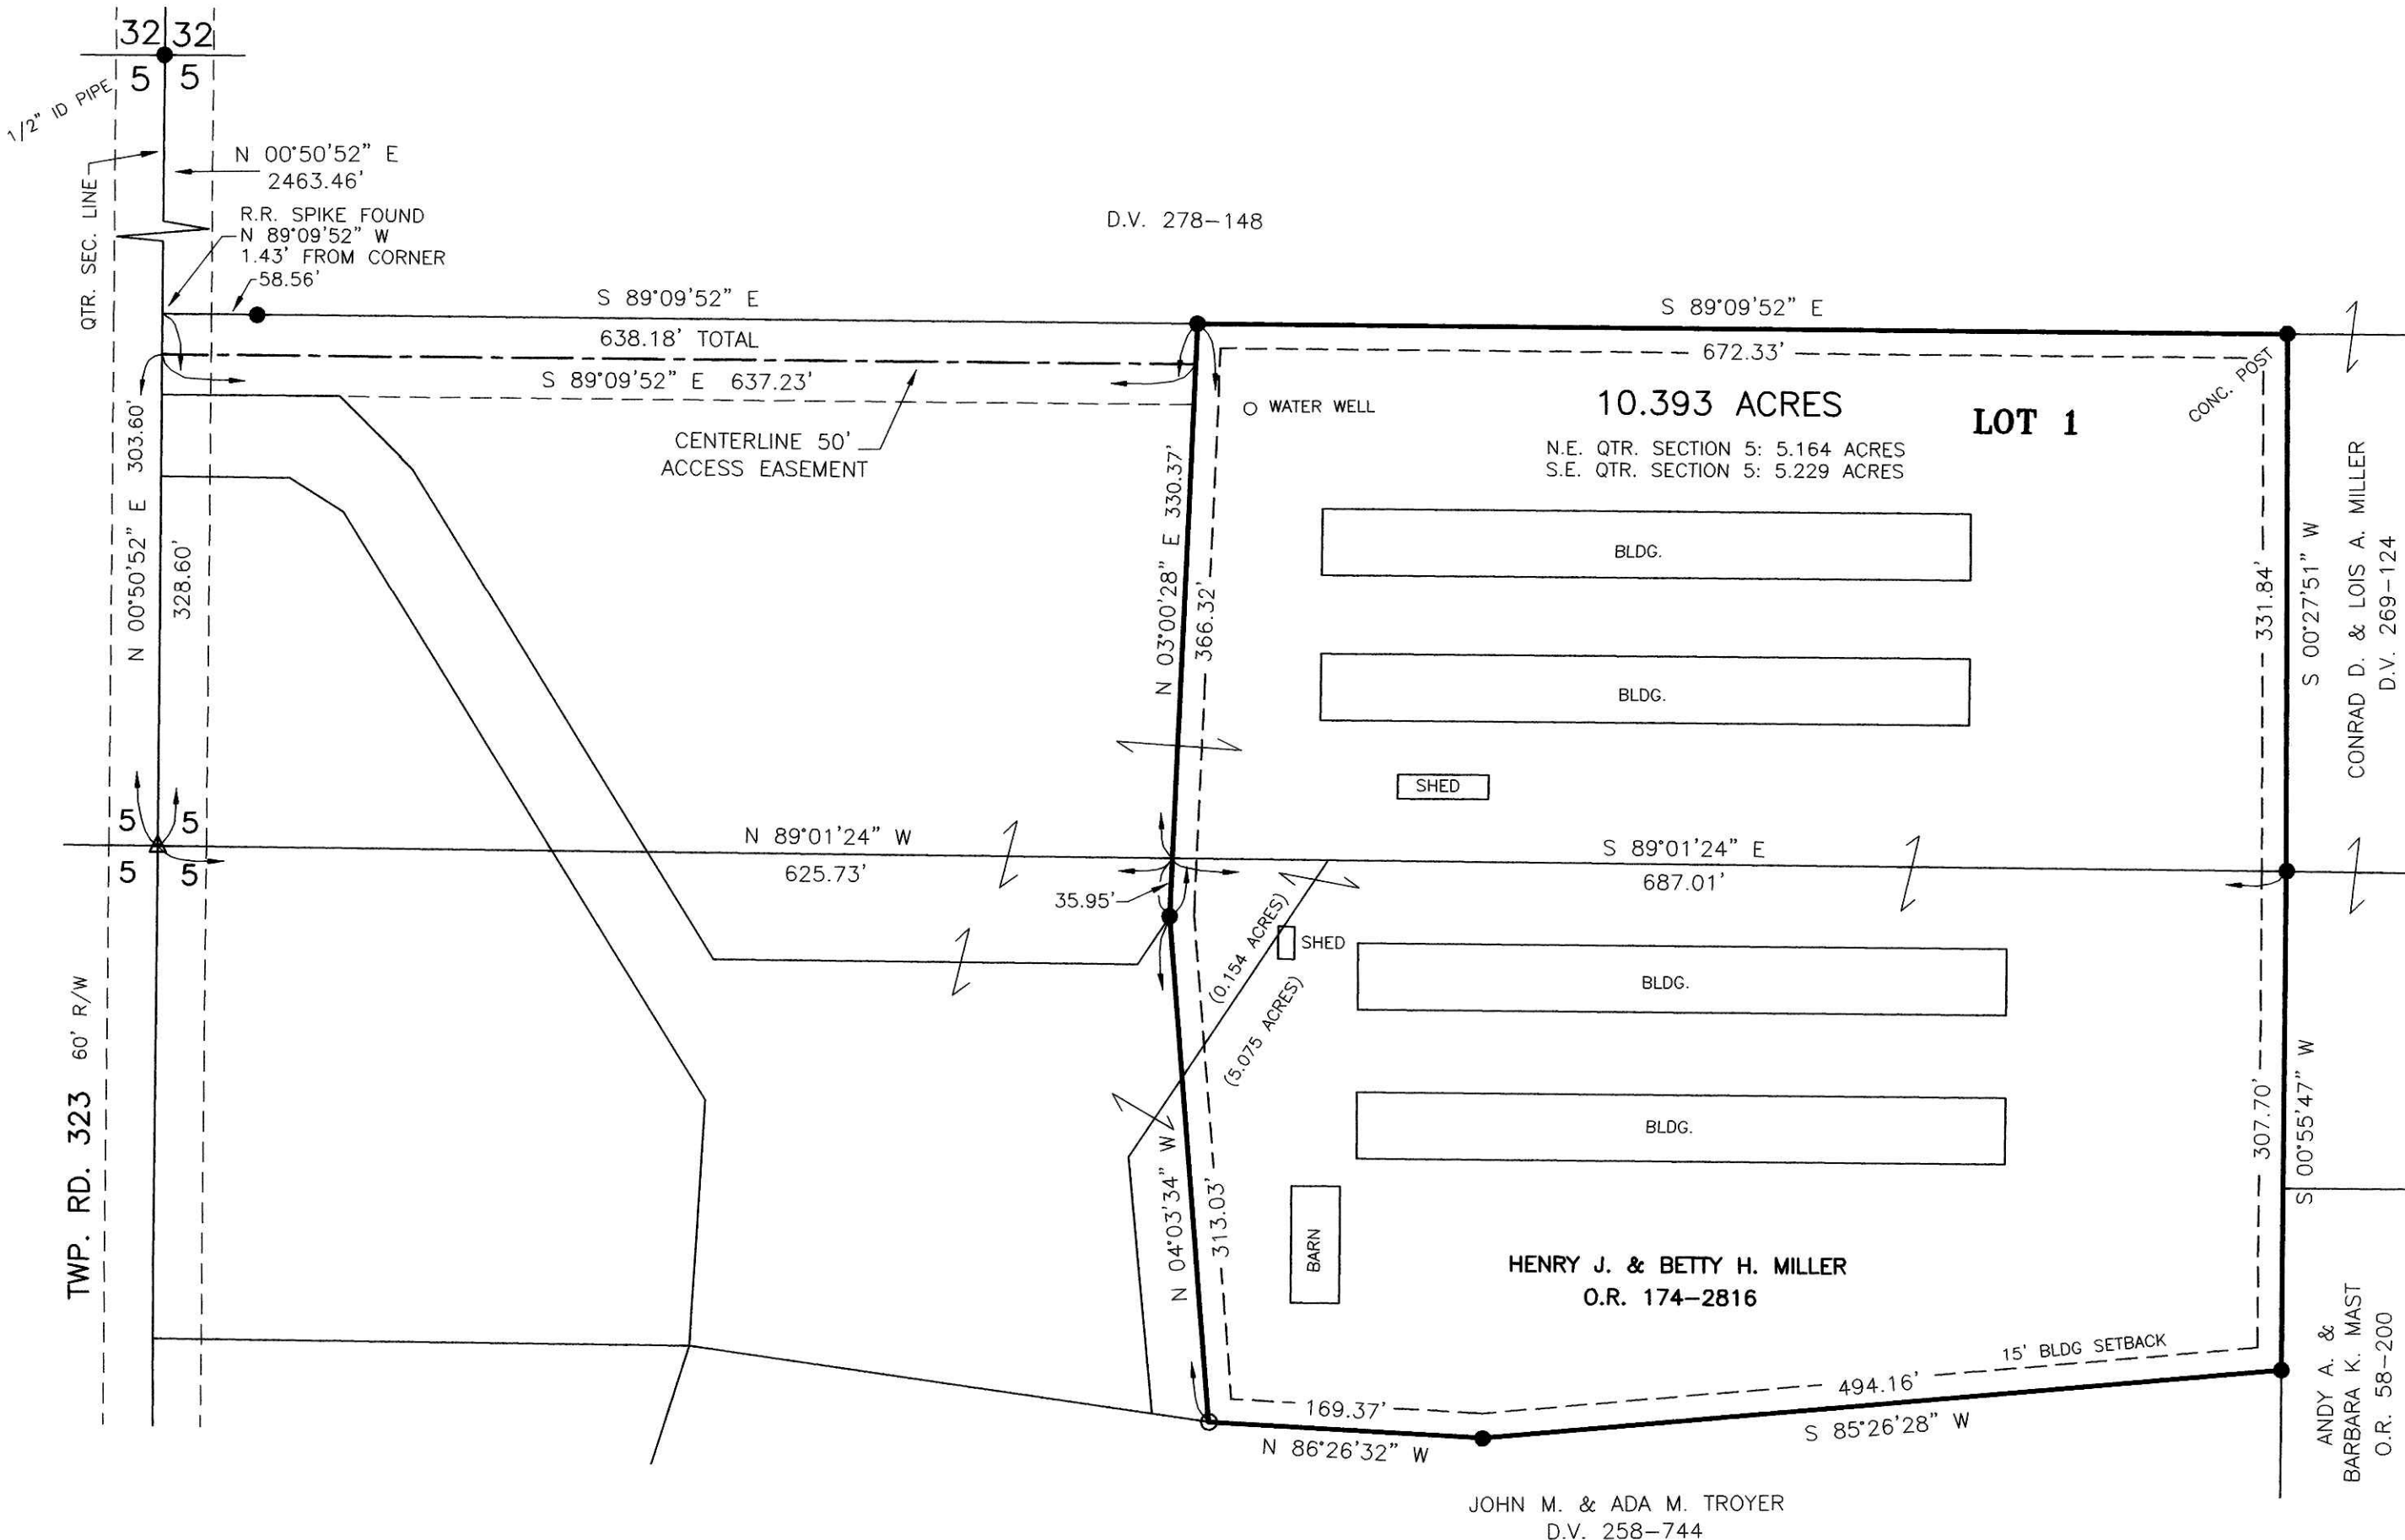 32 32
5 5
1/2" ID PIPE
QTR. SEC. LINE
N 00°50'52" E
2463.46'
R.R. SPIKE FOUND
N 89°09'52" W
1.43' FROM CORNER
58.56'
D.V. 278-148
S 89°09'52" E
638.18' TOTAL
S 89°09'52" E 637.23'
CENTERLINE 50'
ACCESS EASEMENT
S 89°09'52" E
672.33'
CONC. POST
WATER WELL
10.393 ACRES
LOT 1
N.E. QTR. SECTION 5: 5.164 ACRES
S.E. QTR. SECTION 5: 5.229 ACRES
N 00°50'52" E 303.60'
328.60'
N 03°00'28" E 330.37'
366.32'
BLDG.
BLDG.
SHED
331.84'
S 00°27'51" W
CONRAD D. & LOIS A. MILLER
D.V. 269-124
5 5
5 5
N 89°01'24" W
625.73'
35.95'
S 89°01'24" E
687.01'
(0.154 ACRES)
(5.075 ACRES)
SHED
BLDG.
BLDG.
BARN
TWP. RD. 323 60' R/W
N 04°03'34" W
313.03'
HENRY J. & BETTY H. MILLER
O.R. 174-2816
307.70'
S 00°55'47" W
15' BLDG SETBACK
169.37'
494.16'
N 86°26'32" W
S 85°26'28" W
ANDY A. &
BARBARA K. MAST
O.R. 58-200
JOHN M. & ADA M. TROYER
D.V. 258-744